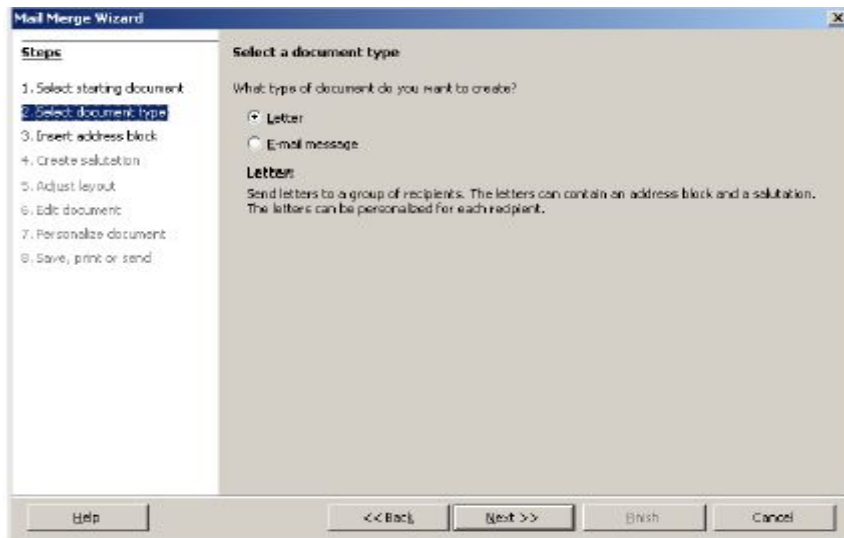 Mail Merge Wizard
Steps
1. Select starting document
2. Select document type
3. Insert address block
4. Create salutation
5. Adjust layout
6. Edit document
7. Personalize document
8. Save, print or send
Select a document type
What type of document do you want to create?
Letter
E-mail message
Letter:
Send letters to a group of recipients. The letters can contain an address block and a salutation.
The letters can be personalized for each recipient.
Help
<< Back
Next >>
Finish
Cancel